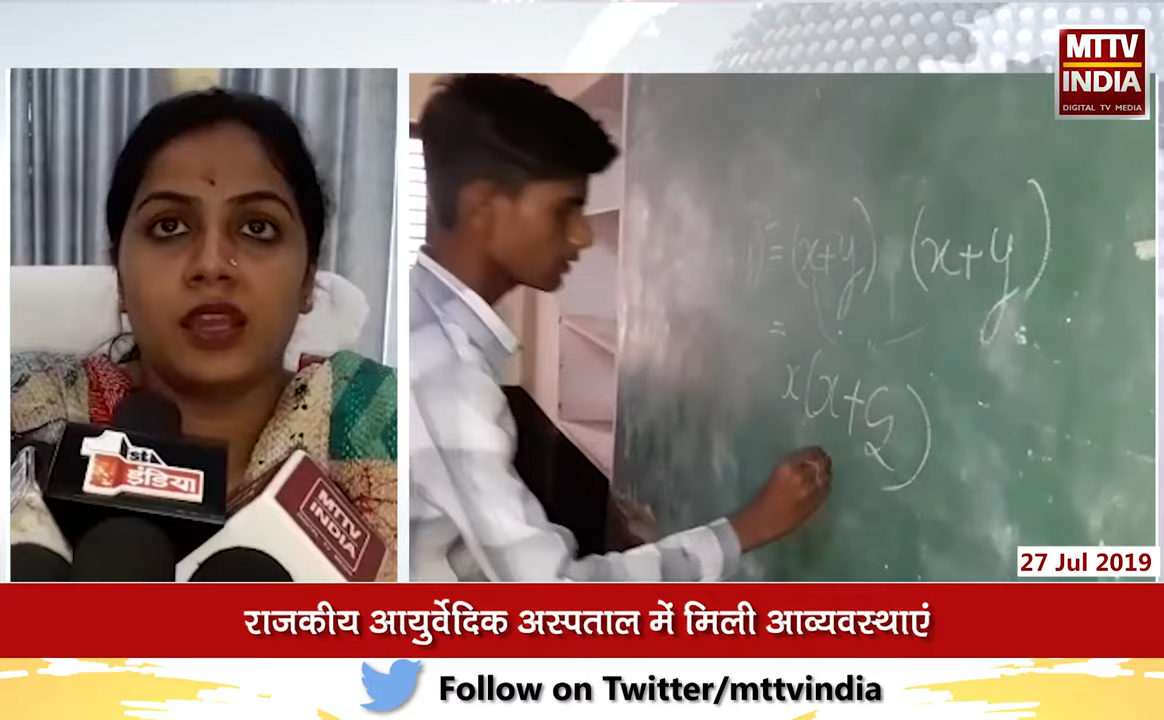 MTTV
INDIA
DIGITAL TV MEDIA
1) = (x+y) (x+y)
=
x(x+y)
1st
इंडिया
MTTV
INDIA
27 Jul 2019
राजकीय आयुर्वेदिक अस्पताल में मिली आव्यवस्थाएं
Follow on Twitter/mttvindia